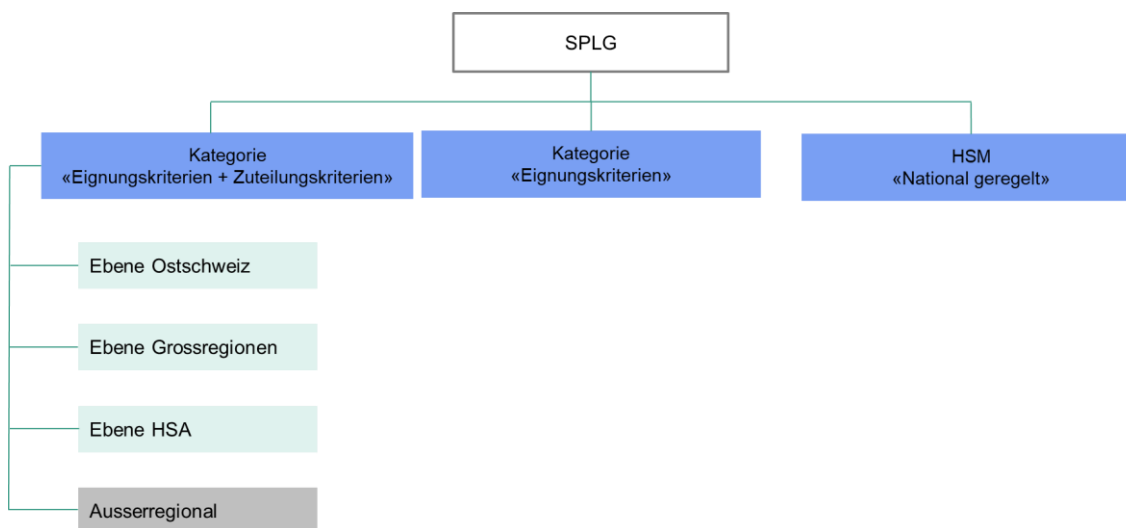 SPLG
Kategorie
«Eignungskriterien + Zuteilungskriterien»
Kategorie
«Eignungskriterien»
HSM
«National geregelt»
Ebene Ostschweiz
Ebene Grossregionen
Ebene HSA
Ausserregional